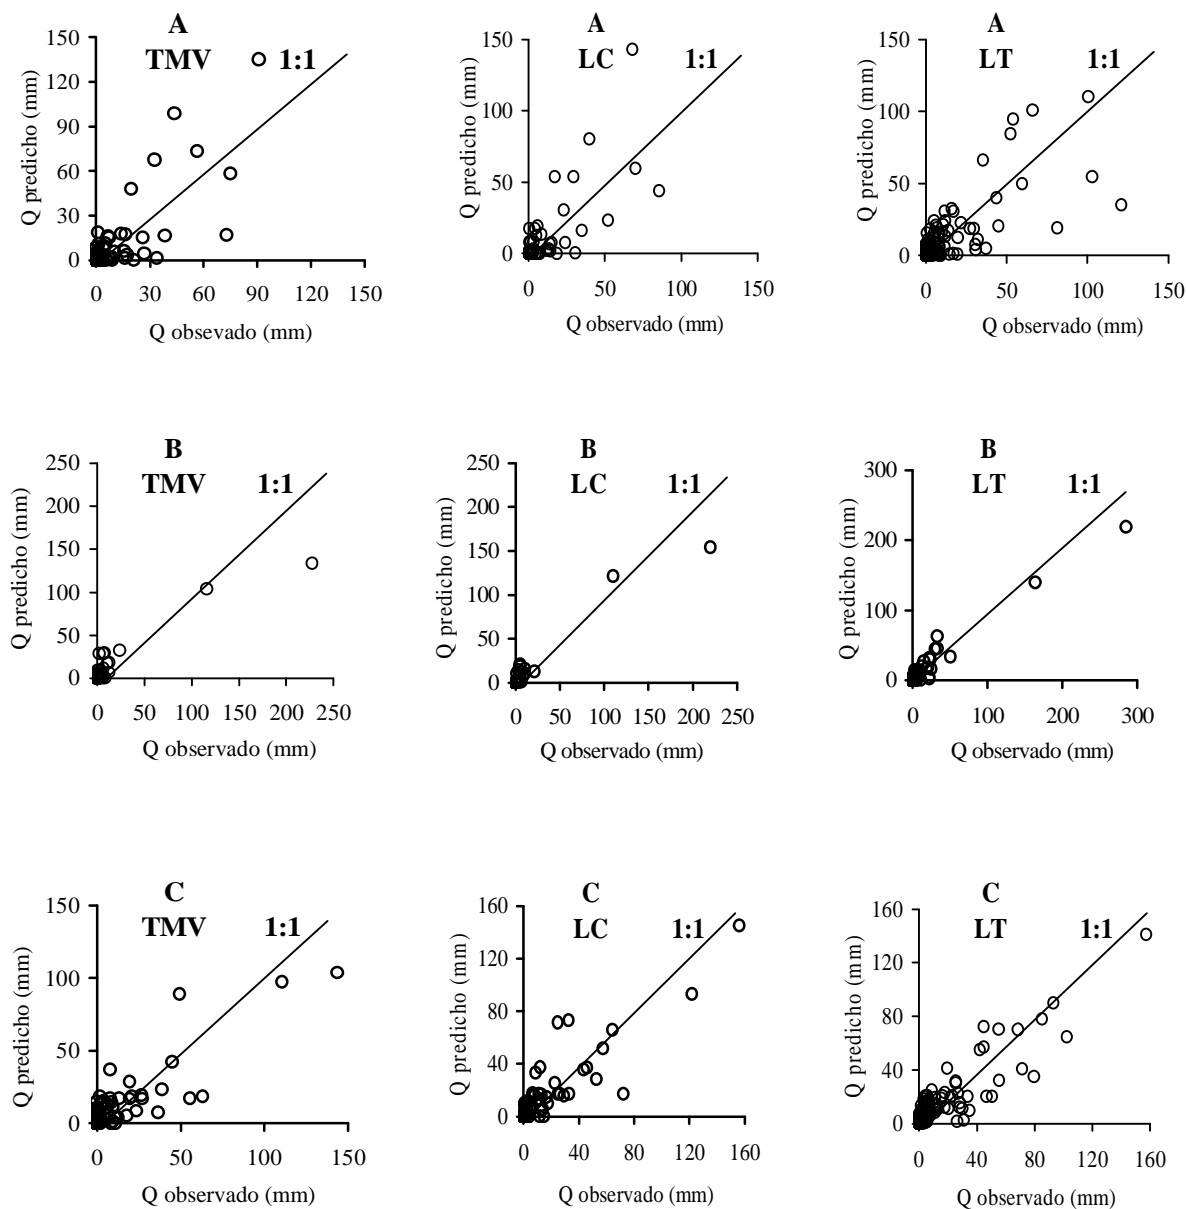 A
TMV
1:1
Q predicho (mm)
150
120
90
60
30
0
0 30 60 90 120 150
Q obsevado (mm)
A
LC
1:1
Q predicho (mm)
150
100
50
0
0 50 100 150
Q observado (mm)
A
LT
1:1
Q predicho (mm)
150
100
50
0
0 50 100 150
Q observado (mm)
B
TMV
1:1
Q predicho (mm)
250
200
150
100
50
0
0 50 100 150 200 250
Q observado (mm)
B
LC
1:1
Q predicho (mm)
250
200
150
100
50
0
0 50 100 150 200 250
Q observado (mm)
B
LT
1:1
Q predicho (mm)
300
200
100
0
0 100 200 300
Q observado (mm)
C
TMV
1:1
Q predicho (mm)
150
100
50
0
0 50 100 150
Q observado (mm)
C
LC
1:1
Q predicho (mm)
160
120
80
40
0
0 40 80 120 160
Q observado (mm)
C
LT
1:1
Q predicho (mm)
160
120
80
40
0
0 40 80 120 160
Q observado (mm)